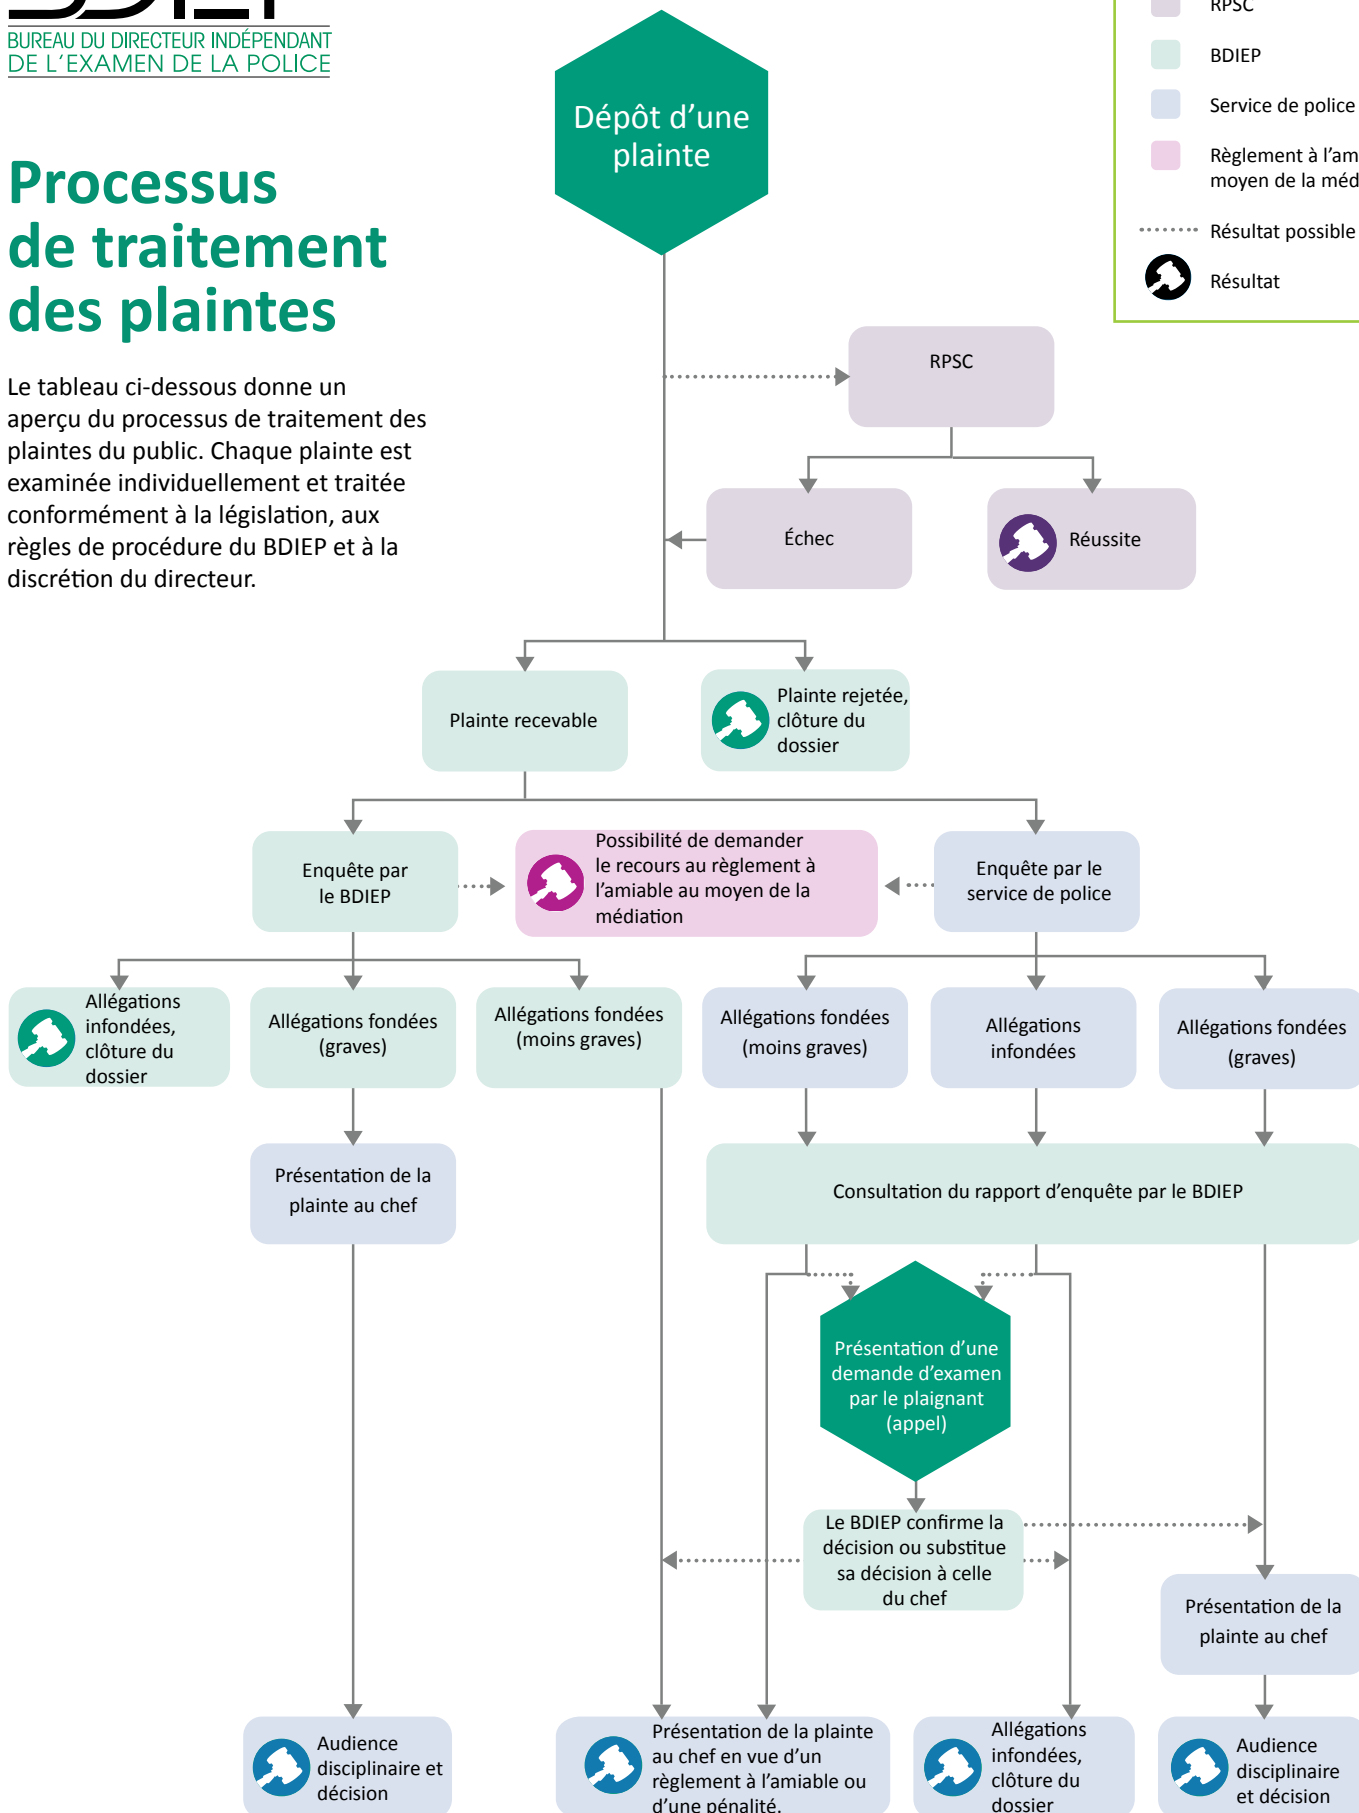 BUREAU DU DIRECTEUR INDÉPENDANT
DE L'EXAMEN DE LA POLICE
Processus
de traitement
des plaintes
Le tableau ci-dessous donne un
aperçu du processus de traitement des
plaintes du public. Chaque plainte est
examinée individuellement et traitée
conformément à la législation, aux
règles de procédure du BDIEP et à la
discrétion du directeur.
RPSC
BDIEP
Service de police
Règlement à l'am
moyen de la méd
Résultat possible
Résultat
Dépôt d'une
plainte
RPSC
Échec
Réussite
Plainte recevable
Plainte rejetée,
clôture du
dossier
Enquête par
le BDIEP
Possibilité de demander
le recours au règlement à
l'amiable au moyen de la
médiation
Enquête par le
service de police
Allégations
infondées,
clôture du
dossier
Allégations fondées
(graves)
Allégations fondées
(moins graves)
Allégations fondées
(moins graves)
Allégations
infondées
Allégations fondées
(graves)
Présentation de la
plainte au chef
Consultation du rapport d'enquête par le BDIEP
Présentation d'une
demande d'examen
par le plaignant
(appel)
Le BDIEP confirme la
décision ou substitue
sa décision à celle
du chef
Présentation de la
plainte au chef
Audience
disciplinaire et
décision
Présentation de la plainte
au chef en vue d'un
règlement à l'amiable ou
d'une pénalité.
Allégations
infondées,
clôture du
dossier
Audience
disciplinaire
et décision